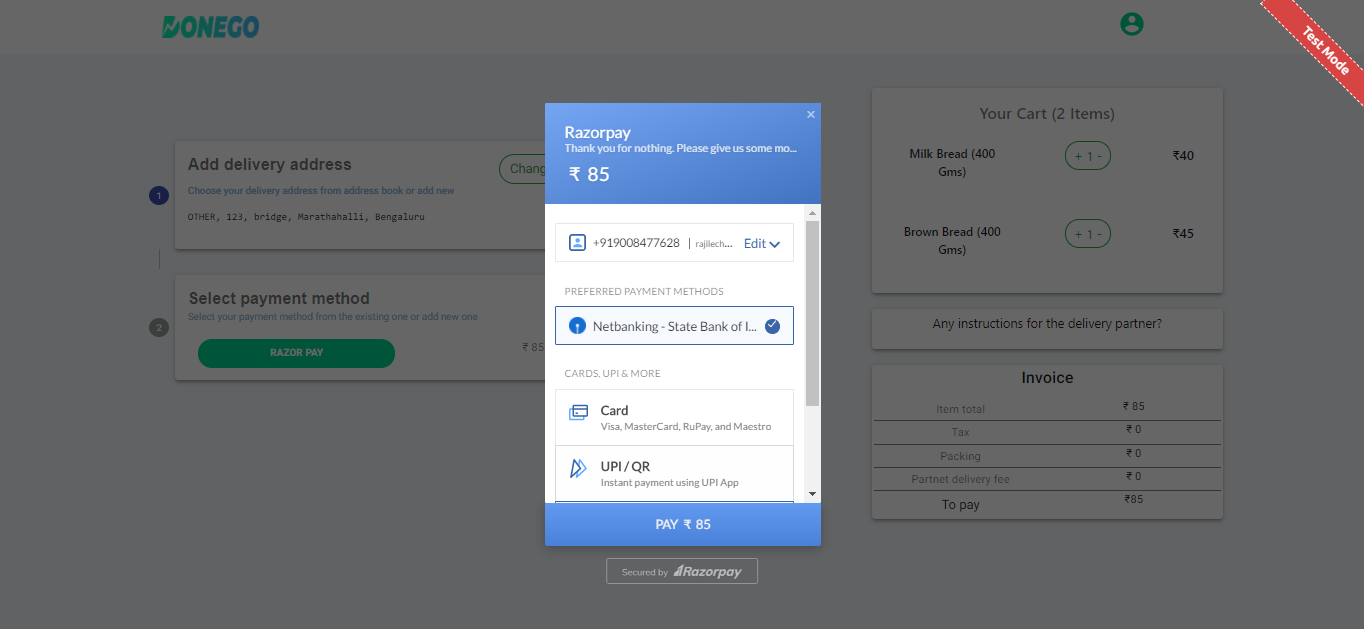 DONEGO
Test Mode
Add delivery address
Chang
Choose your delivery address from address book or add new
1
OTHER, 123, bridge, Marathahalli, Bengaluru
Select payment method
Select your payment method from the existing one or add new one
2
RAZOR PAY
₹ 85
×
Razorpay
Thank you for nothing. Please give us some mo...
₹ 85
+919008477628 | rajilech... Edit
PREFERRED PAYMENT METHODS
Netbanking - State Bank of I...
CARDS, UPI & MORE
Card
Visa, MasterCard, RuPay, and Maestro
UPI / QR
Instant payment using UPI App
PAY ₹ 85
Secured by Razorpay
Your Cart (2 Items)
Milk Bread (400
Gms)
+ 1 -
₹40
Brown Bread (400
Gms)
+ 1 -
₹45
Any instructions for the delivery partner?
Invoice
Item total ₹ 85
Tax ₹ 0
Packing ₹ 0
Partnet delivery fee ₹ 0
To pay ₹85